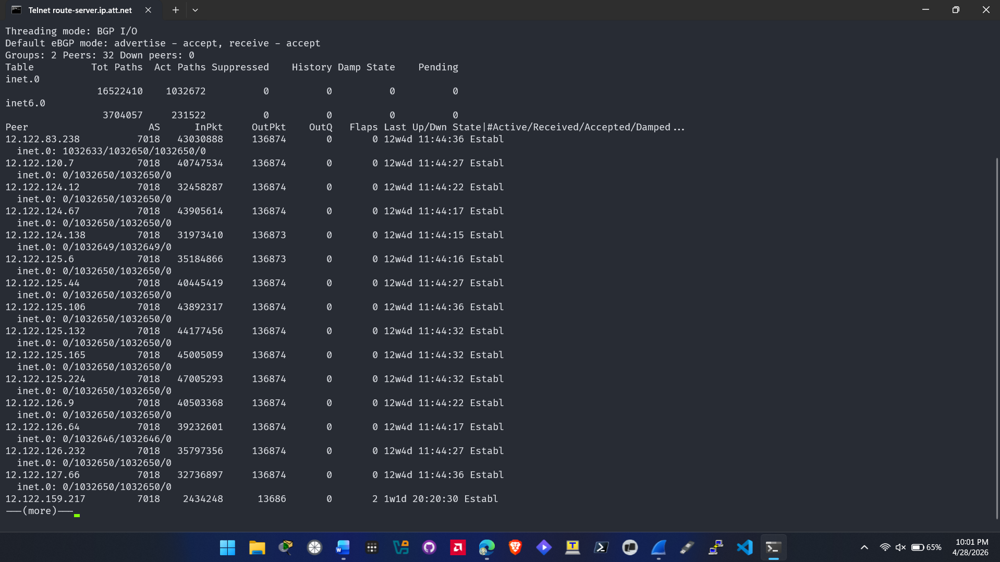 Telnet route-server.ip.att.net
Threading mode: BGP I/O
Default eBGP mode: advertise - accept, receive - accept
Groups: 2 Peers: 32 Down peers: 0
Table          Tot Paths  Act Paths Suppressed    History Damp State    Pending
inet.0
                16522410    1032672          0          0          0          0
inet6.0
                 3704057     231522          0          0          0          0
Peer                     AS      InPkt     OutPkt    OutQ   Flaps Last Up/Dwn State|#Active/Received/Accepted/Damped...
12.122.83.238          7018   43030888     136874       0       0 12w4d 11:44:36 Establ
  inet.0: 1032633/1032650/1032650/0
12.122.120.7           7018   40747534     136874       0       0 12w4d 11:44:27 Establ
  inet.0: 0/1032650/1032650/0
12.122.124.12          7018   32458287     136874       0       0 12w4d 11:44:22 Establ
  inet.0: 0/1032650/1032650/0
12.122.124.67          7018   43905614     136874       0       0 12w4d 11:44:17 Establ
  inet.0: 0/1032650/1032650/0
12.122.124.138         7018   31973410     136873       0       0 12w4d 11:44:15 Establ
  inet.0: 0/1032649/1032649/0
12.122.125.6           7018   35184866     136873       0       0 12w4d 11:44:16 Establ
  inet.0: 0/1032650/1032650/0
12.122.125.44          7018   40445419     136874       0       0 12w4d 11:44:27 Establ
  inet.0: 0/1032650/1032650/0
12.122.125.106         7018   43892317     136874       0       0 12w4d 11:44:36 Establ
  inet.0: 0/1032650/1032650/0
12.122.125.132         7018   44177456     136874       0       0 12w4d 11:44:32 Establ
  inet.0: 0/1032650/1032650/0
12.122.125.165         7018   45005059     136874       0       0 12w4d 11:44:32 Establ
  inet.0: 0/1032650/1032650/0
12.122.125.224         7018   47005293     136874       0       0 12w4d 11:44:32 Establ
  inet.0: 0/1032650/1032650/0
12.122.126.9           7018   40503368     136874       0       0 12w4d 11:44:22 Establ
  inet.0: 0/1032650/1032650/0
12.122.126.64          7018   39232601     136874       0       0 12w4d 11:44:17 Establ
  inet.0: 0/1032646/1032646/0
12.122.126.232         7018   35797356     136874       0       0 12w4d 11:44:27 Establ
  inet.0: 0/1032650/1032650/0
12.122.127.66          7018   32736897     136874       0       0 12w4d 11:44:36 Establ
  inet.0: 0/1032650/1032650/0
12.122.159.217         7018    2434248      13686       0       2 1w1d 20:20:30 Establ
---(more)---
65%
10:01 PM
4/28/2026